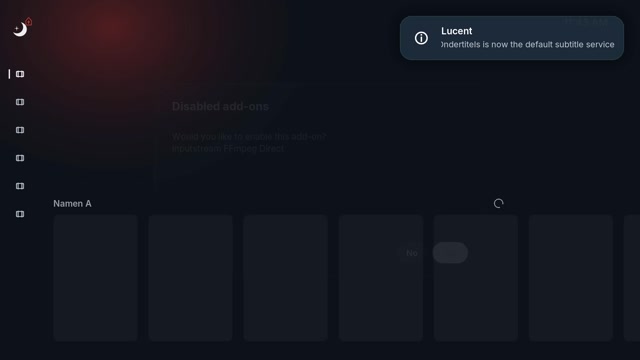 Lucent
Ondertitels is now the default subtitle service
Disabled add-ons
Would you like to enable this add-on?
Inputstream FFmpeg Direct
Namen A
No